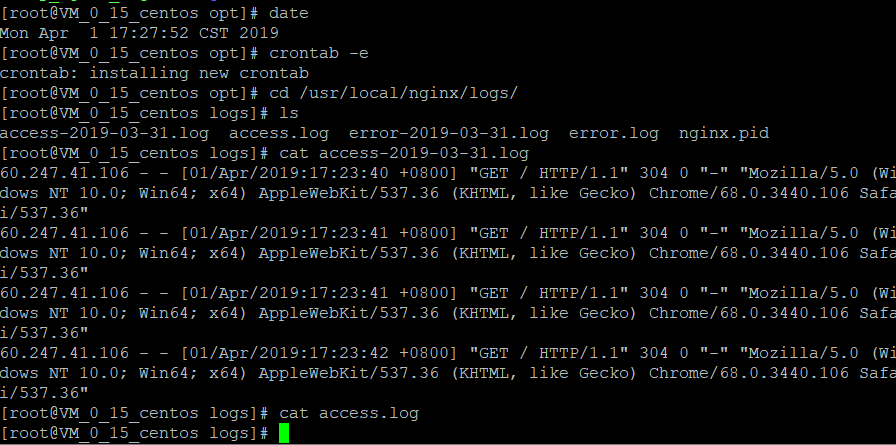 [root@VM_0_15_centos opt]# date
Mon Apr  1 17:27:52 CST 2019
[root@VM_0_15_centos opt]# crontab -e
crontab: installing new crontab
[root@VM_0_15_centos opt]# cd /usr/local/nginx/logs/
[root@VM_0_15_centos logs]# ls
access-2019-03-31.log  access.log  error-2019-03-31.log  error.log  nginx.pid
[root@VM_0_15_centos logs]# cat access-2019-03-31.log
60.247.41.106 - - [01/Apr/2019:17:23:40 +0800] "GET / HTTP/1.1" 304 0 "-" "Mozilla/5.0 (Wi
dows NT 10.0; Win64; x64) AppleWebKit/537.36 (KHTML, like Gecko) Chrome/68.0.3440.106 Safa
i/537.36"
60.247.41.106 - - [01/Apr/2019:17:23:41 +0800] "GET / HTTP/1.1" 304 0 "-" "Mozilla/5.0 (Wi
dows NT 10.0; Win64; x64) AppleWebKit/537.36 (KHTML, like Gecko) Chrome/68.0.3440.106 Safa
i/537.36"
60.247.41.106 - - [01/Apr/2019:17:23:41 +0800] "GET / HTTP/1.1" 304 0 "-" "Mozilla/5.0 (Wi
dows NT 10.0; Win64; x64) AppleWebKit/537.36 (KHTML, like Gecko) Chrome/68.0.3440.106 Safa
i/537.36"
60.247.41.106 - - [01/Apr/2019:17:23:42 +0800] "GET / HTTP/1.1" 304 0 "-" "Mozilla/5.0 (Wi
dows NT 10.0; Win64; x64) AppleWebKit/537.36 (KHTML, like Gecko) Chrome/68.0.3440.106 Safa
i/537.36"
[root@VM_0_15_centos logs]# cat access.log
[root@VM_0_15_centos logs]#